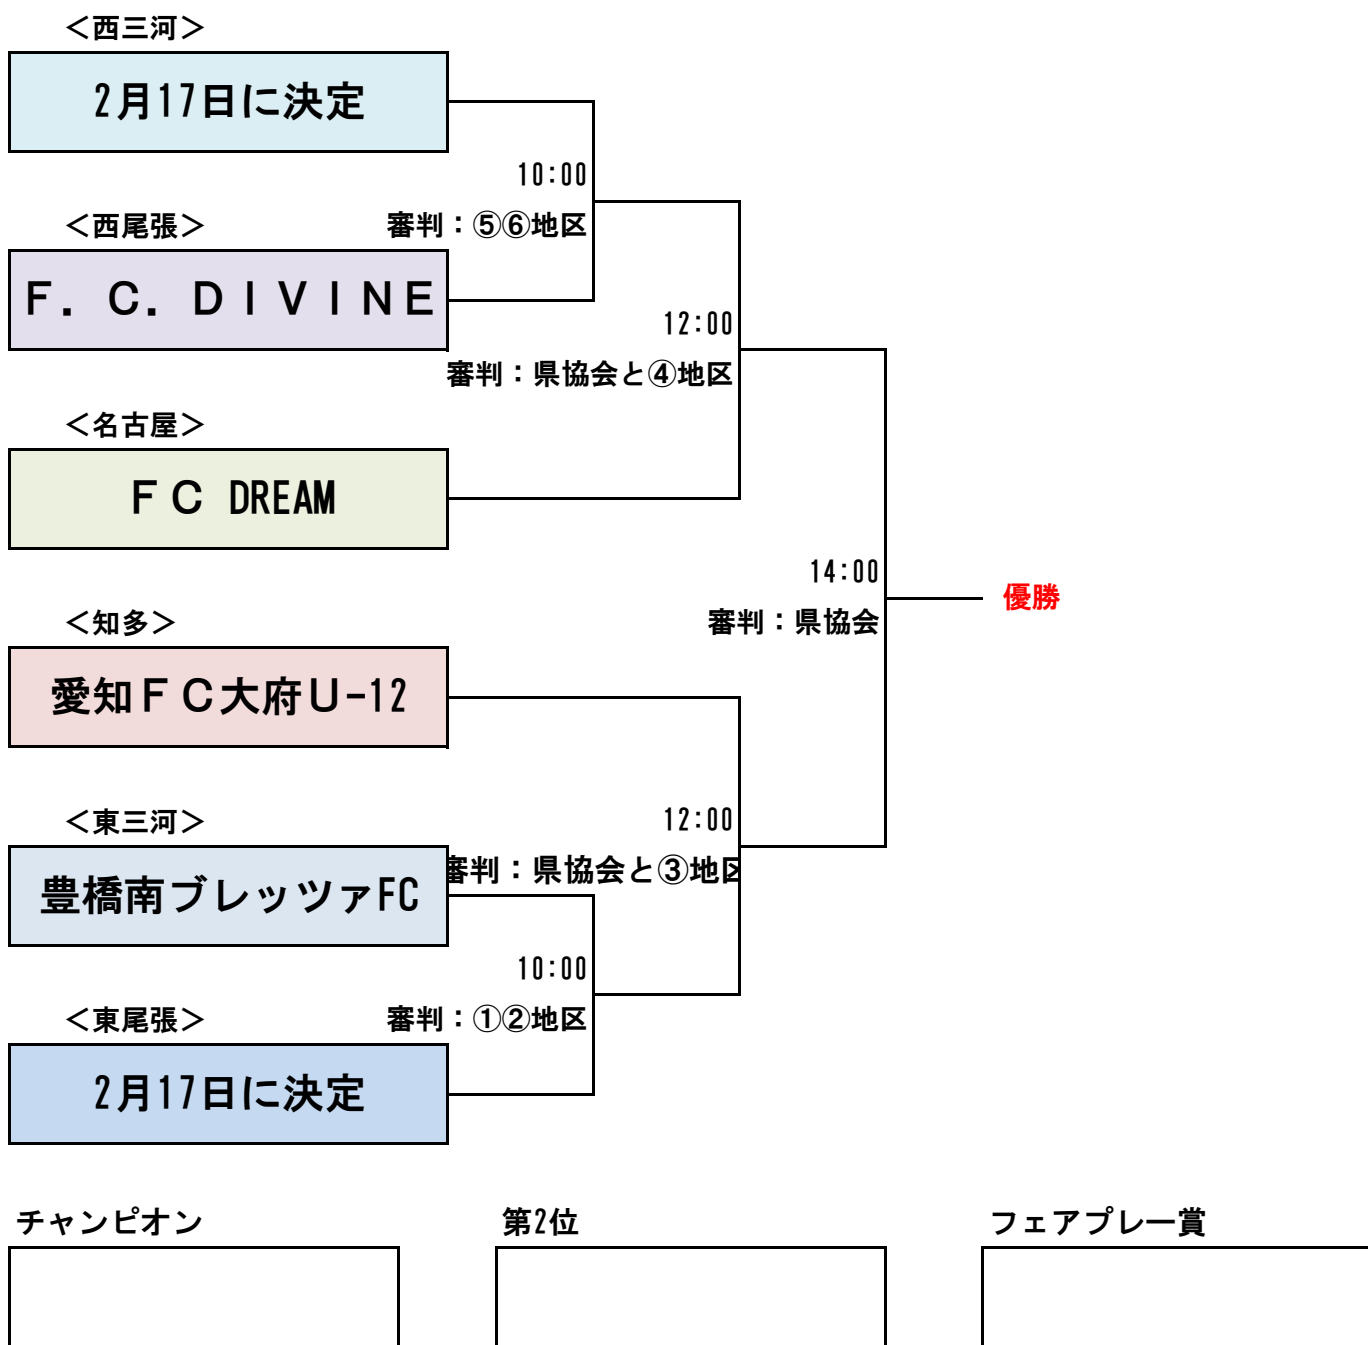 ＜西三河＞
2月17日に決定
10:00
＜西尾張＞
審判：⑤⑥地区
Ｆ．Ｃ．ＤＩＶＩＮＥ
12:00
審判：県協会と④地区
＜名古屋＞
ＦＣ DREAM
14:00
優勝
＜知多＞
審判：県協会
愛知ＦＣ大府Ｕ-12
＜東三河＞
12:00
審判：県協会と③地区
豊橋南ブレッツァFC
10:00
＜東尾張＞
審判：①②地区
2月17日に決定
チャンピオン
第2位
フェアプレー賞